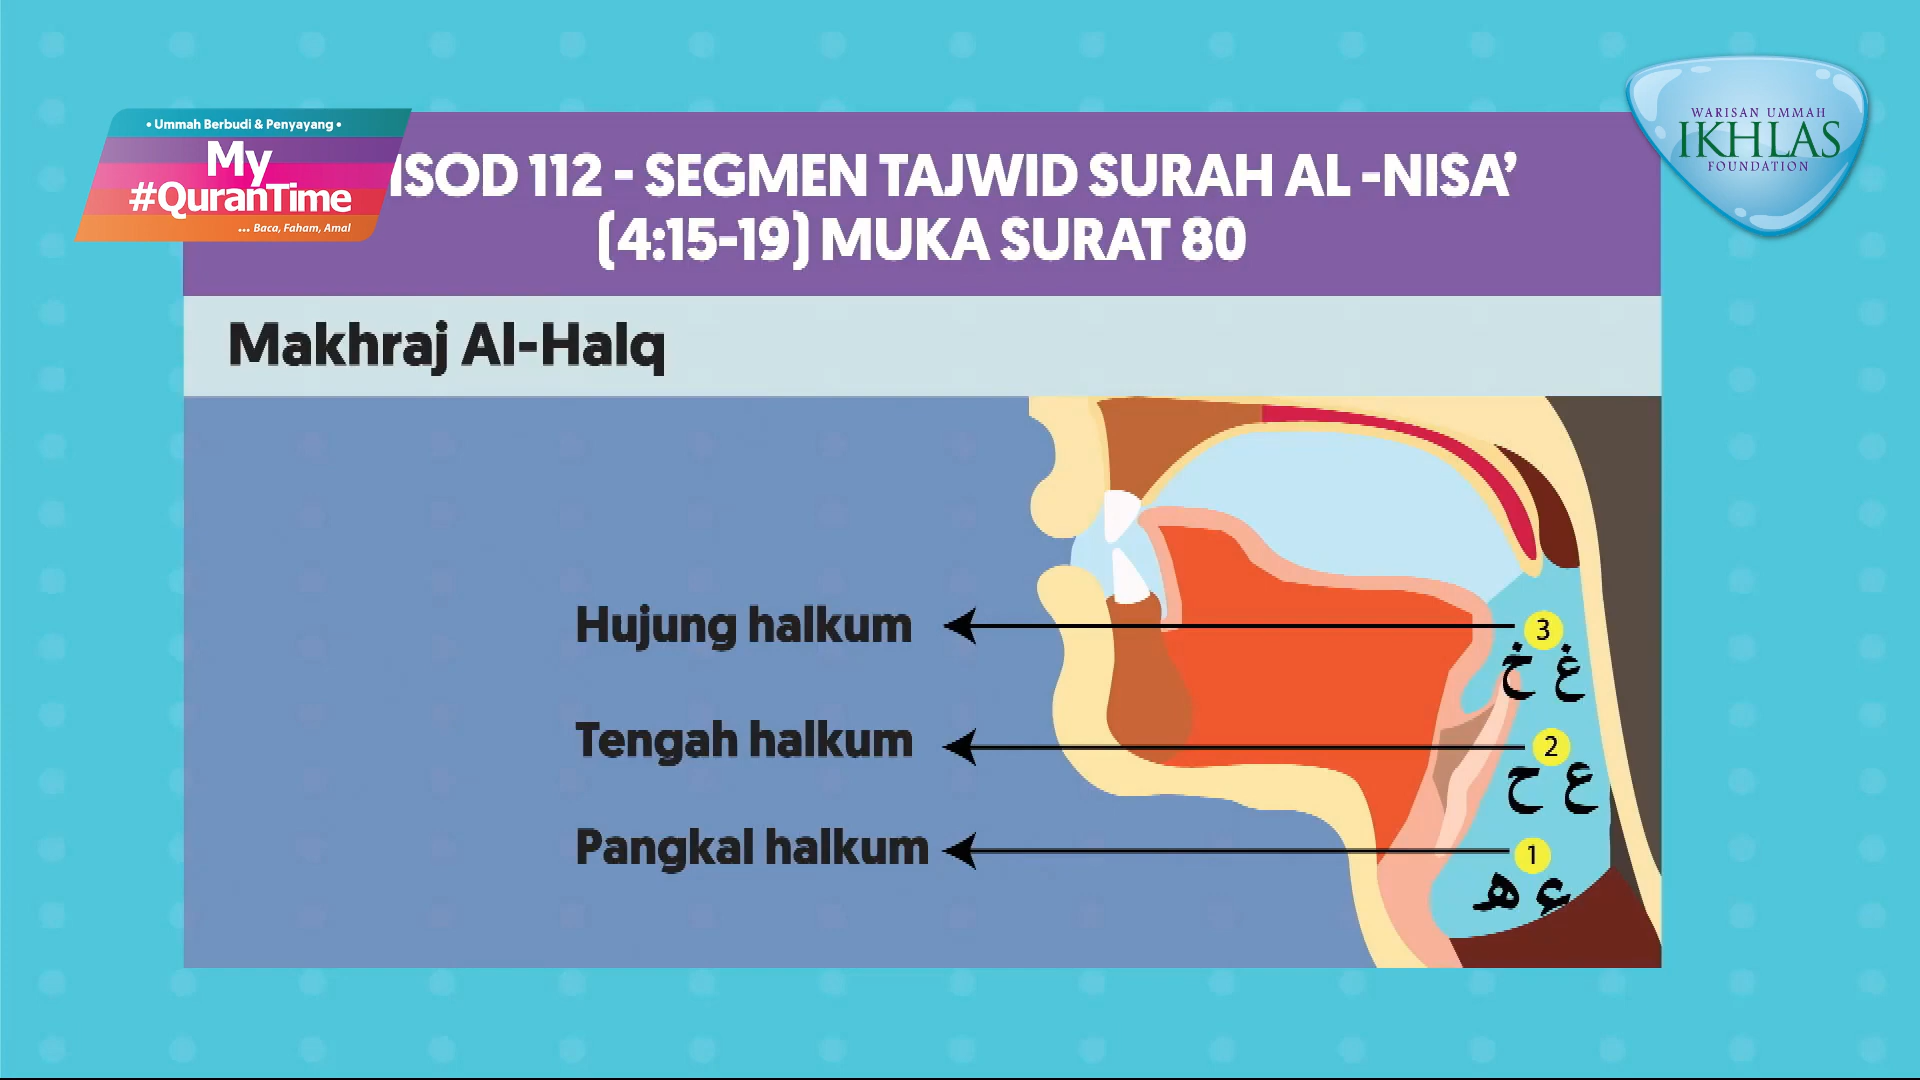 • Ummah Berbudi & Penyayang •
My
#QuranTime
... Baca, Faham, Amal
ISOD 112 - SEGMEN TAJWID SURAH AL -NISA’
(4:15-19) MUKA SURAT 80
WARISAN UMMAH
IKHLAS
FOUNDATION
Makhraj Al-Halq
Hujung halkum
3
غ خ
Tengah halkum
2
ع ح
Pangkal halkum
1
ء ه